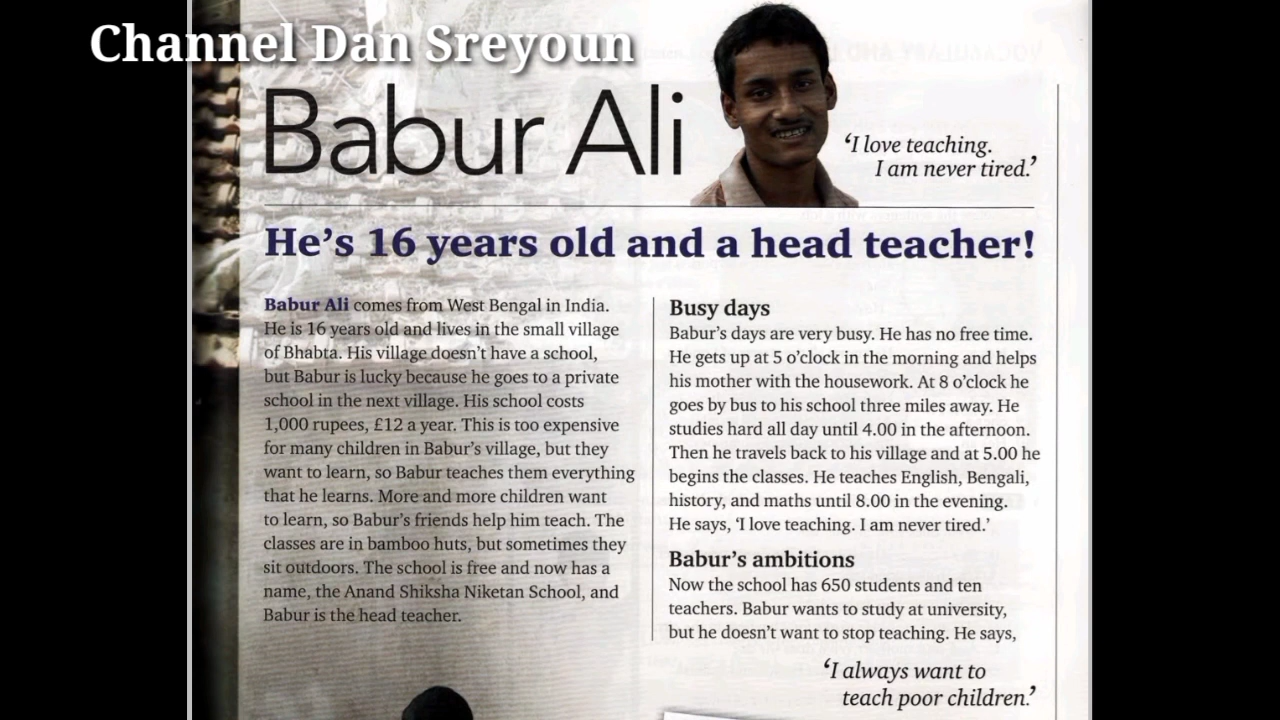 Channel Dan Sreyoun
Babur Ali
‘I love teaching.
I am never tired.’
He’s 16 years old and a head teacher!
Babur Ali comes from West Bengal in India.
He is 16 years old and lives in the small village
of Bhabta. His village doesn’t have a school,
but Babur is lucky because he goes to a private
school in the next village. His school costs
1,000 rupees, £12 a year. This is too expensive
for many children in Babur’s village, but they
want to learn, so Babur teaches them everything
that he learns. More and more children want
to learn, so Babur’s friends help him teach. The
classes are in bamboo huts, but sometimes they
sit outdoors. The school is free and now has a
name, the Anand Shiksha Niketan School, and
Babur is the head teacher.
Busy days
Babur’s days are very busy. He has no free time.
He gets up at 5 o’clock in the morning and helps
his mother with the housework. At 8 o’clock he
goes by bus to his school three miles away. He
studies hard all day until 4.00 in the afternoon.
Then he travels back to his village and at 5.00 he
begins the classes. He teaches English, Bengali,
history, and maths until 8.00 in the evening.
He says, ‘I love teaching. I am never tired.’
Babur’s ambitions
Now the school has 650 students and ten
teachers. Babur wants to study at university,
but he doesn’t want to stop teaching. He says,
‘I always want to
teach poor children.’